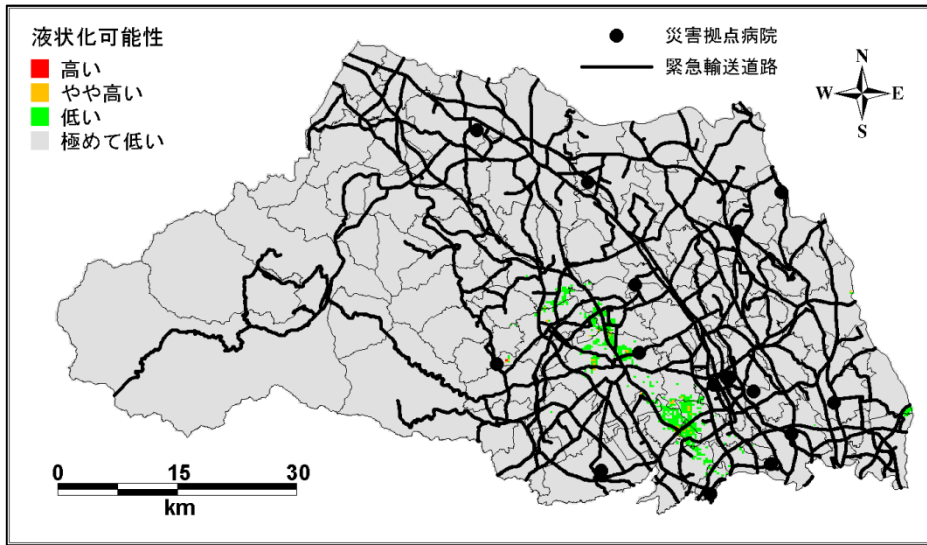 液状化可能性
高い
やや高い
低い
極めて低い
災害拠点病院
緊急輸送道路
N
W E
S
0 15 30
km